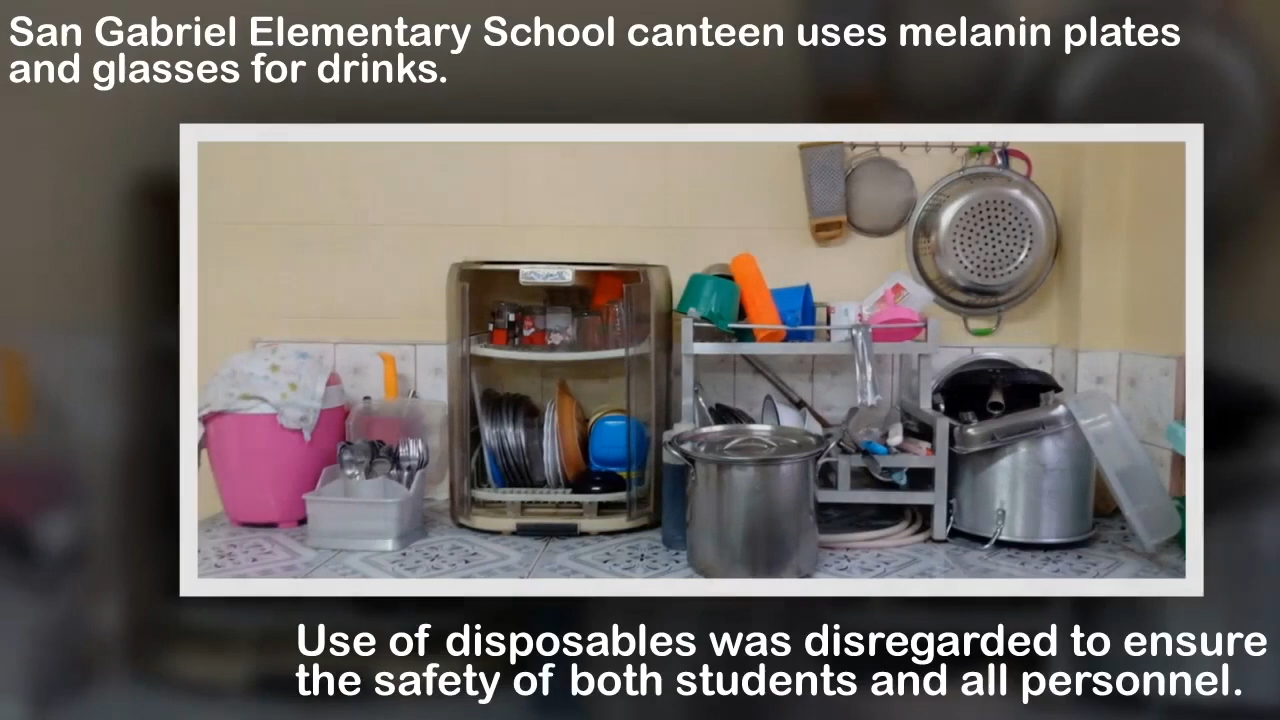 San Gabriel Elementary School canteen uses melanin plates
and glasses for drinks.
Use of disposables was disregarded to ensure
the safety of both students and all personnel.